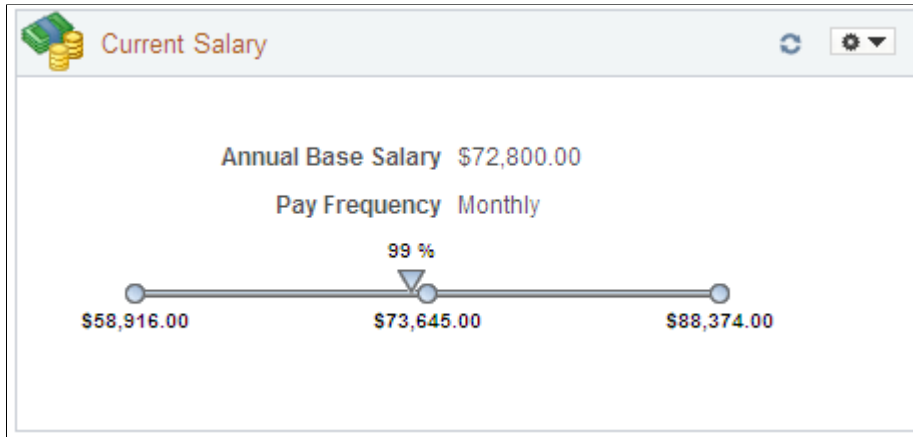 Current Salary
Annual Base Salary $72,800.00
Pay Frequency Monthly
99 %
$58,916.00 $73,645.00 $88,374.00